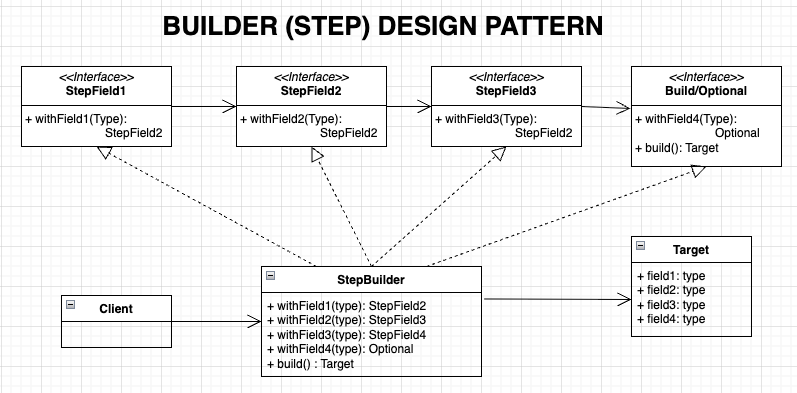 BUILDER (STEP) DESIGN PATTERN
<<Interface>>
StepField1
+ withField1(Type):
StepField2
<<Interface>>
StepField2
+ withField2(Type):
StepField2
<<Interface>>
StepField3
+ withField3(Type):
StepField2
<<Interface>>
Build/Optional
+ withField4(Type):
Optional
+ build(): Target
Client
StepBuilder
+ withField1(type): StepField2
+ withField2(type): StepField3
+ withField3(type): StepField4
+ withField4(type): Optional
+ build() : Target
Target
+ field1: type
+ field2: type
+ field3: type
+ field4: type